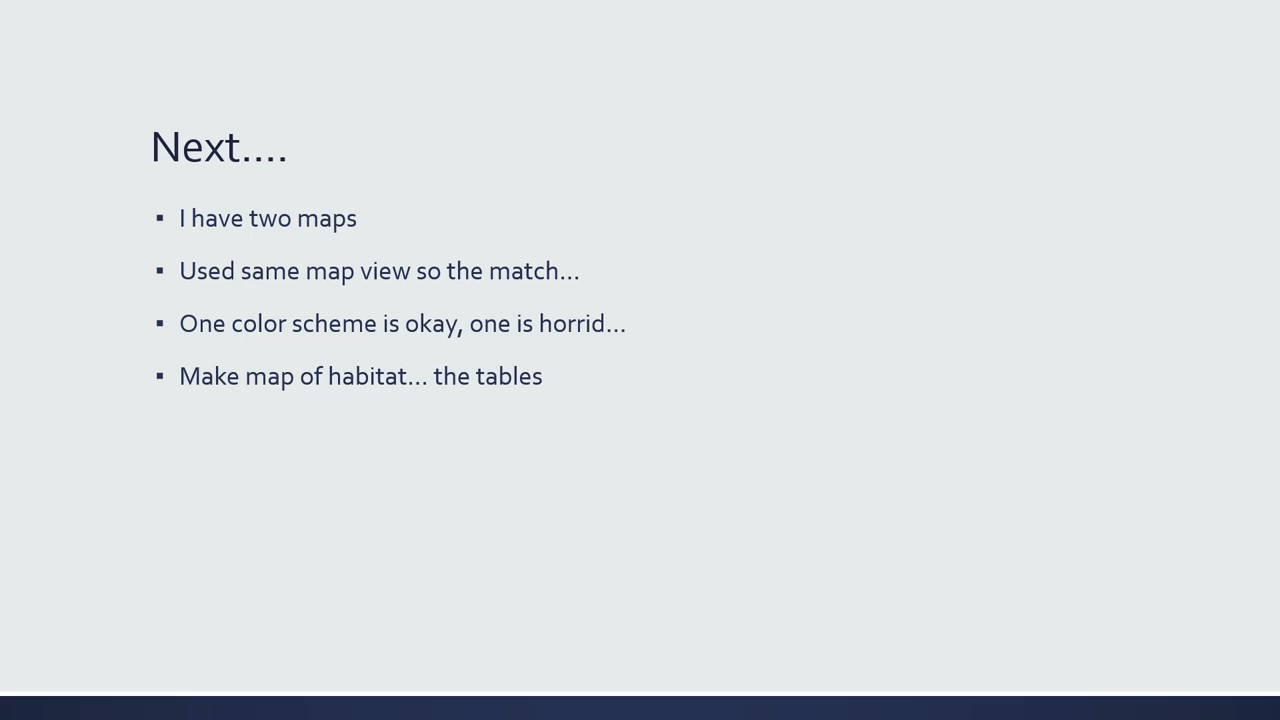 Next....
▪ I have two maps
▪ Used same map view so the match...
▪ One color scheme is okay, one is horrid...
▪ Make map of habitat... the tables